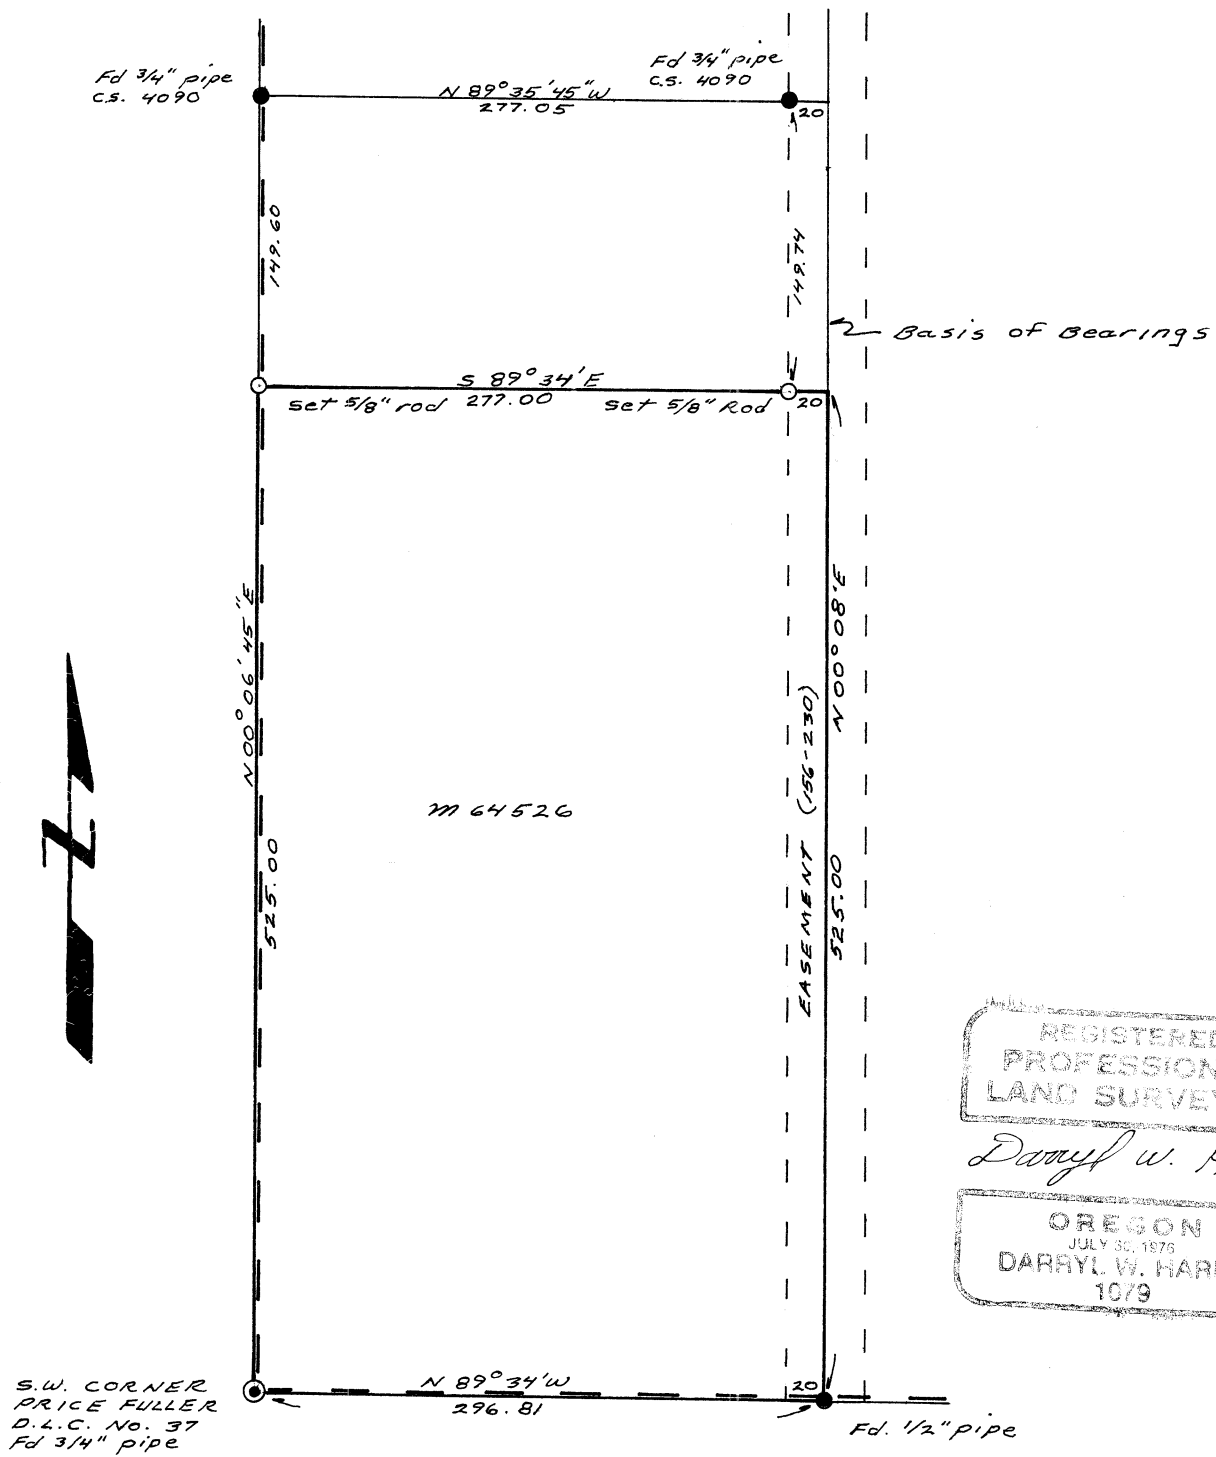 Fd 3/4" pipe
C.S. 4090
Fd 3/4" pipe
C.S. 4090
N 89° 35' 45" W
277.05
20
149.60
149.74
Basis of Bearings
S 89° 34' E
Set 5/8" rod 277.00 Set 5/8" Rod
20
N 00° 06' 45" E
525.00
N 00° 08' E
525.00
EASEMENT (156-230)
M 64526
N
REGISTERED
PROFESSION
LAND SURVEY
Darryl W. H
OREGON
JULY 30, 1976
DARRYL W. HARR
1079
S.W. CORNER
PRICE FULLER
D.L.C. No. 37
Fd 3/4" pipe
N 89° 34' W
296.81
20
Fd. 1/2" pipe